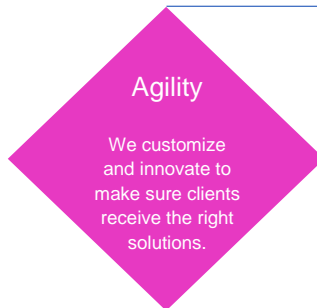 Agility
We customize
and innovate to
make sure clients
receive the right
solutions.